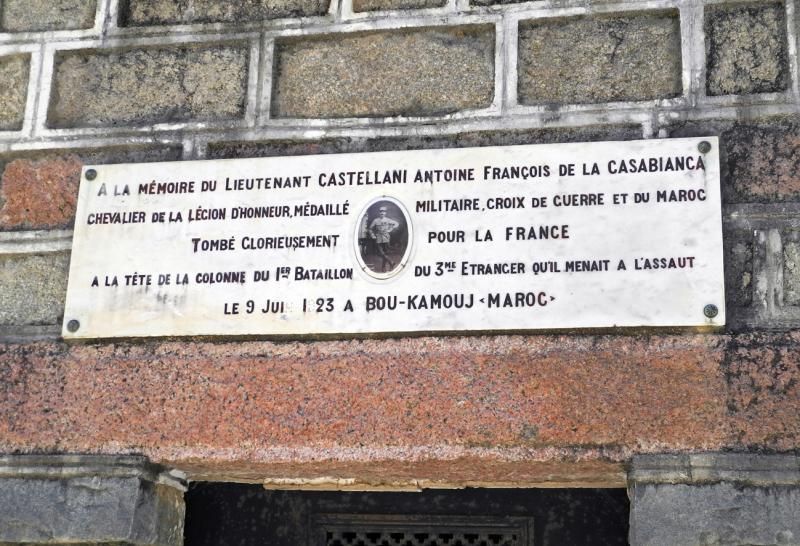 A LA MÉMOIRE DU LIEUTENANT CASTELLANI ANTOINE FRANÇOIS DE LA CASABIANCA
CHEVALIER DE LA LÉGION D'HONNEUR, MÉDAILLÉ MILITAIRE, CROIX DE GUERRE ET DU MAROC
TOMBÉ GLORIEUSEMENT POUR LA FRANCE
A LA TÊTE DE LA COLONNE DU 1ER BATAILLON DU 3ME ETRANGER QU'IL MENAIT A L'ASSAUT
LE 9 A BOU-KAMOUJ <MAROC>